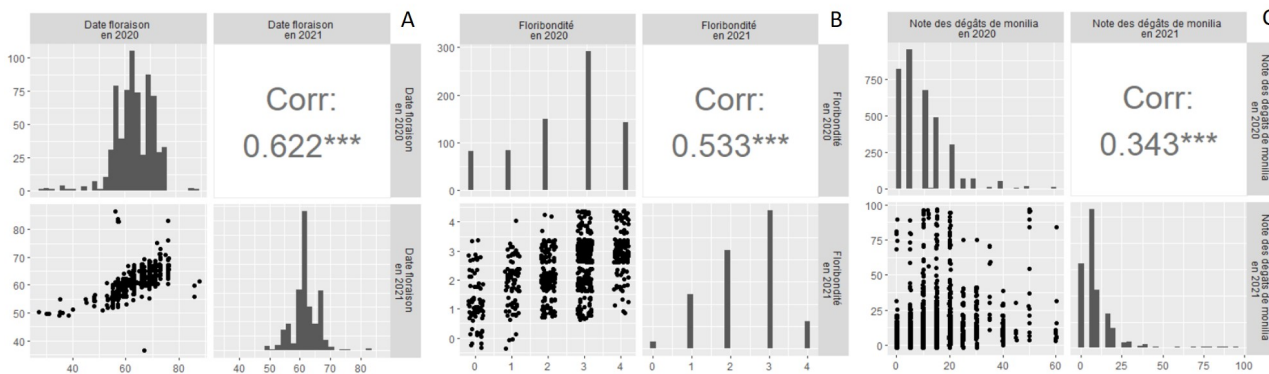 A
Date floraison
en 2020
Date floraison
en 2021
100
75
50
25
0
Corr:
0.622***
Date floraison
en 2020
80
70
60
50
40
Date floraison
en 2021
40 60 80
40 50 60 70 80
B
Floribondité
en 2020
Floribondité
en 2021
300
200
100
0
Corr:
0.533***
Floribondité
en 2020
4
3
2
1
0
Floribondité
en 2021
0 1 2 3 4
0 1 2 3 4
C
Note des dégâts de monilia
en 2020
Note des dégâts de monilia
en 2021
750
500
250
0
Corr:
0.343***
Note des dégâts de monilia
en 2020
100
75
50
25
0
Note des dégâts de monilia
en 2021
0 20 40 60
0 25 50 75 100